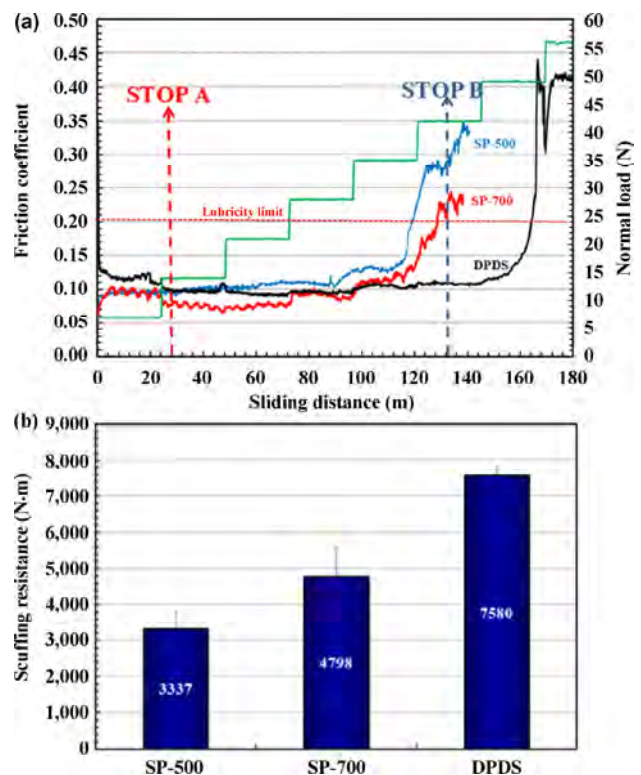 (a)
Friction coefficient
0.50
0.45
0.40
0.35
0.30
0.25
0.20
0.15
0.10
0.05
0.00
STOP A
STOP B
SP-500
SP-700
Lubricity limit
DPDS
60
55
50
45
40
35
30
25
20
15
10
5
0
Normal load (N)
0 20 40 60 80 100 120 140 160 180
Sliding distance (m)
(b)
Scuffing resistance (N-m)
9,000
8,000
7,000
6,000
5,000
4,000
3,000
2,000
1,000
0
3337
4798
7580
SP-500 SP-700 DPDS